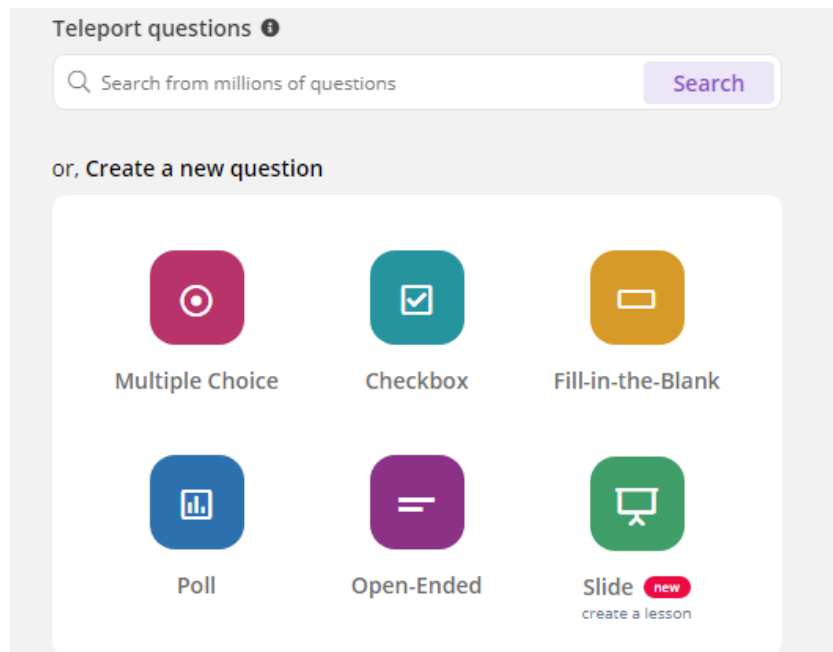 Teleport questions
Search from millions of questions
Search
or, Create a new question
Multiple Choice
Checkbox
Fill-in-the-Blank
Poll
Open-Ended
Slide new
create a lesson